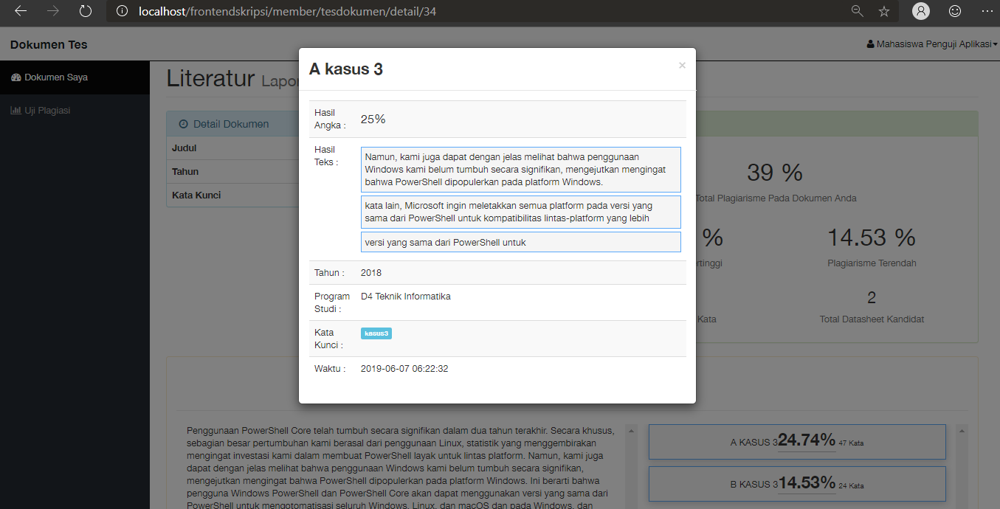 localhost/frontendskripsi/member/tesdokumen/detail/34
Dokumen Tes
Mahasiswa Penguji Aplikasi
Dokumen Saya
Uji Plagiasi
Literatur
Detail Dokumen
Judul
Tahun
Kata Kunci
A kasus 3
×
Hasil Angka :
25%
Hasil Teks :
Namun, kami juga dapat dengan jelas melihat bahwa penggunaan
Windows kami belum tumbuh secara signifikan, mengejutkan mengingat
bahwa PowerShell dipopulerkan pada platform Windows.
kata lain, Microsoft ingin meletakkan semua platform pada versi yang
sama dari PowerShell untuk kompatibilitas lintas-platform yang lebih
versi yang sama dari PowerShell untuk
Tahun :
2018
Program Studi :
D4 Teknik Informatika
Kata Kunci :
kasus3
Waktu :
2019-06-07 06:22:32
39 %
Total Plagiarisme Pada Dokumen Anda
%
14.53 %
Plagiarisme Terendah
2
Kata
Total Datasheet Kandidat
Penggunaan PowerShell Core telah tumbuh secara signifikan dalam dua tahun terakhir. Secara khusus,
sebagian besar pertumbuhan kami berasal dari penggunaan Linux, statistik yang menggembirakan
mengingat investasi kami dalam membuat PowerShell layak untuk lintas platform. Namun, kami juga
dapat dengan jelas melihat bahwa penggunaan Windows kami belum tumbuh secara signifikan,
mengejutkan mengingat bahwa PowerShell dipopulerkan pada platform Windows. Ini berarti bahwa
pengguna Windows PowerShell dan PowerShell Core akan dapat menggunakan versi yang sama dari
PowerShell untuk mengotomatisasi seluruh Windows, Linux, dan macOS dan pada Windows, dan
A KASUS 3 24.74% 47 Kata
B KASUS 3 14.53% 24 Kata